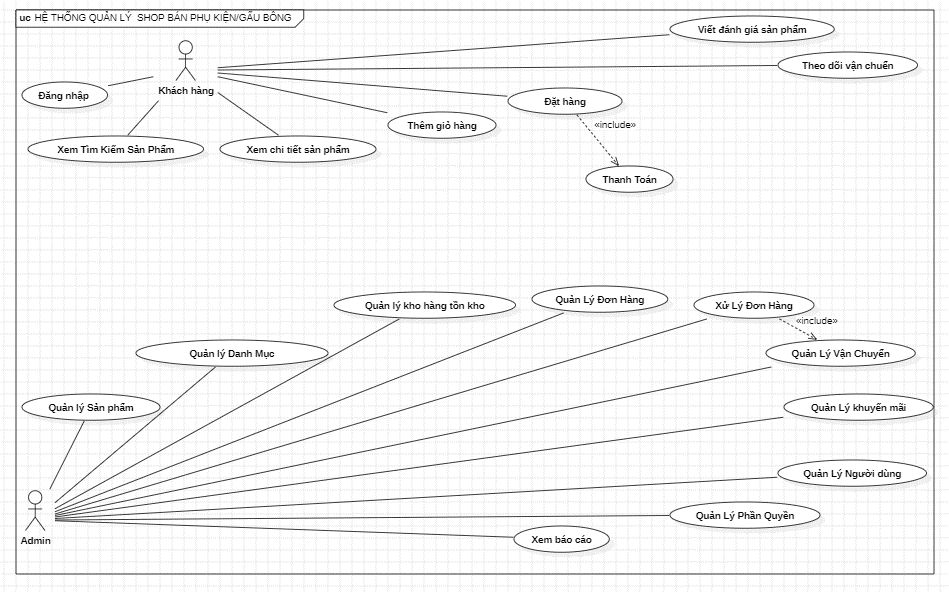 uc HỆ THỐNG QUẢN LÝ SHOP BÁN PHỤ KIỆN/GẤU BÔNG
Viết đánh giá sản phẩm
Theo dõi vận chuển
Khách hàng
Đăng nhập
Đặt hàng
Thêm giỏ hàng
«include»
Xem Tìm Kiếm Sản Phẩm
Xem chi tiết sản phẩm
Thanh Toán
Quản lý kho hàng tồn kho
Quản Lý Đơn Hàng
Xử Lý Đơn Hàng
«include»
Quản lý Danh Mục
Quản Lý Vận Chuyển
Quản lý Sản phẩm
Quản Lý khuyến mãi
Quản Lý Người dùng
Quản Lý Phân Quyền
Admin
Xem báo cáo